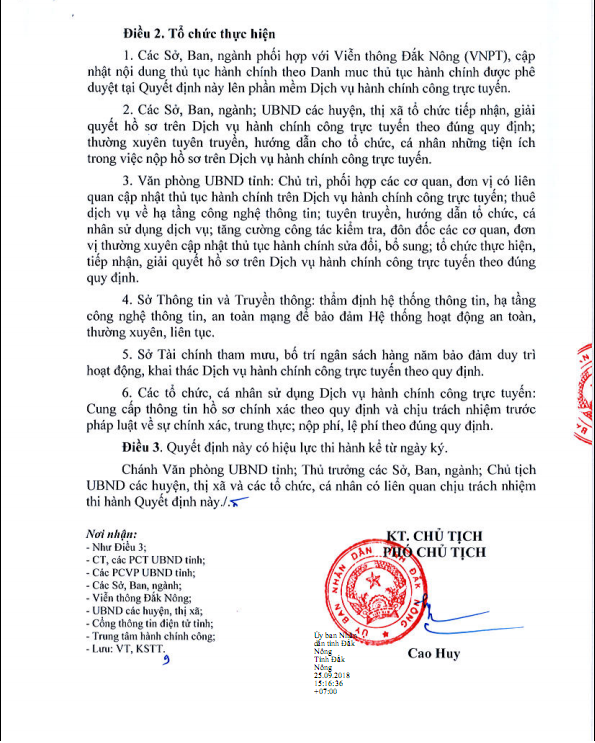 Điều 2. Tổ chức thực hiện
1. Các Sở, Ban, ngành phối hợp với Viễn thông Đắk Nông (VNPT), cập
nhật nội dung thủ tục hành chính theo Danh muc thủ tục hành chính được phê
duyệt tại Quyết định này lên phần mềm Dịch vụ hành chính công trực tuyến.
2. Các Sở, Ban, ngành; UBND các huyện, thị xã tổ chức tiếp nhận, giải
quyết hồ sơ trên Dịch vụ hành chính công trực tuyến theo đúng quy định;
thường xuyên tuyên truyền, hướng dẫn cho tổ chức, cá nhân những tiện ích
trong việc nộp hồ sơ trên Dịch vụ hành chính công trực tuyến.
3. Văn phòng UBND tỉnh: Chủ trì, phối hợp các cơ quan, đơn vị có liên
quan cập nhật thủ tục hành chính trên Dịch vụ hành chính công trực tuyến; thuê
dịch vụ về hạ tầng công nghệ thông tin; tuyên truyền, hướng dẫn tổ chức, cá
nhân sử dụng dịch vụ; tăng cường công tác kiểm tra, đôn đốc các cơ quan, đơn
vị thường xuyên cập nhật thủ tục hành chính sửa đổi, bổ sung; tổ chức thực hiện,
tiếp nhận, giải quyết hồ sơ trên Dịch vụ hành chính công trực tuyến theo đúng
quy định.
4. Sở Thông tin và Truyền thông: thẩm định hệ thống thông tin, hạ tầng
công nghệ thông tin, an toàn mạng để bảo đảm Hệ thống hoạt động an toàn,
thường xuyên, liên tục.
5. Sở Tài chính tham mưu, bố trí ngân sách hàng năm bảo đảm duy trì
hoạt động, khai thác Dịch vụ hành chính công trực tuyến theo quy định.
6. Các tổ chức, cá nhân sử dụng Dịch vụ hành chính công trực tuyến:
Cung cấp thông tin hồ sơ chính xác theo quy định và chịu trách nhiệm trước
pháp luật về sự chính xác, trung thực; nộp phí, lệ phí theo đúng quy định.
Điều 3. Quyết định này có hiệu lực thi hành kể từ ngày ký.
Chánh Văn phòng UBND tỉnh; Thủ trưởng các Sở, Ban, ngành; Chủ tịch
UBND các huyện, thị xã và các tổ chức, cá nhân có liên quan chịu trách nhiệm
thi hành Quyết định này./.
Nơi nhận:
- Như Điều 3;
- CT, các PCT UBND tỉnh;
- Các PCVP UBND tỉnh;
- Các Sở, Ban, ngành;
- Viễn thông Đắk Nông;
- UBND các huyện, thị xã;
- Cổng thông tin điện tử tỉnh;
- Trung tâm hành chính công;
- Lưu: VT, KSTT.
9
KT. CHỦ TỊCH
PHÓ CHỦ TỊCH
ỦY BAN NHÂN DÂN TỈNH ĐẮK NÔNG
Ủy ban Nhân
dân tỉnh Đắk
Nông
Tỉnh Đắk
Nông
25.09.2018
15:16:36
+07:00
Cao Huy